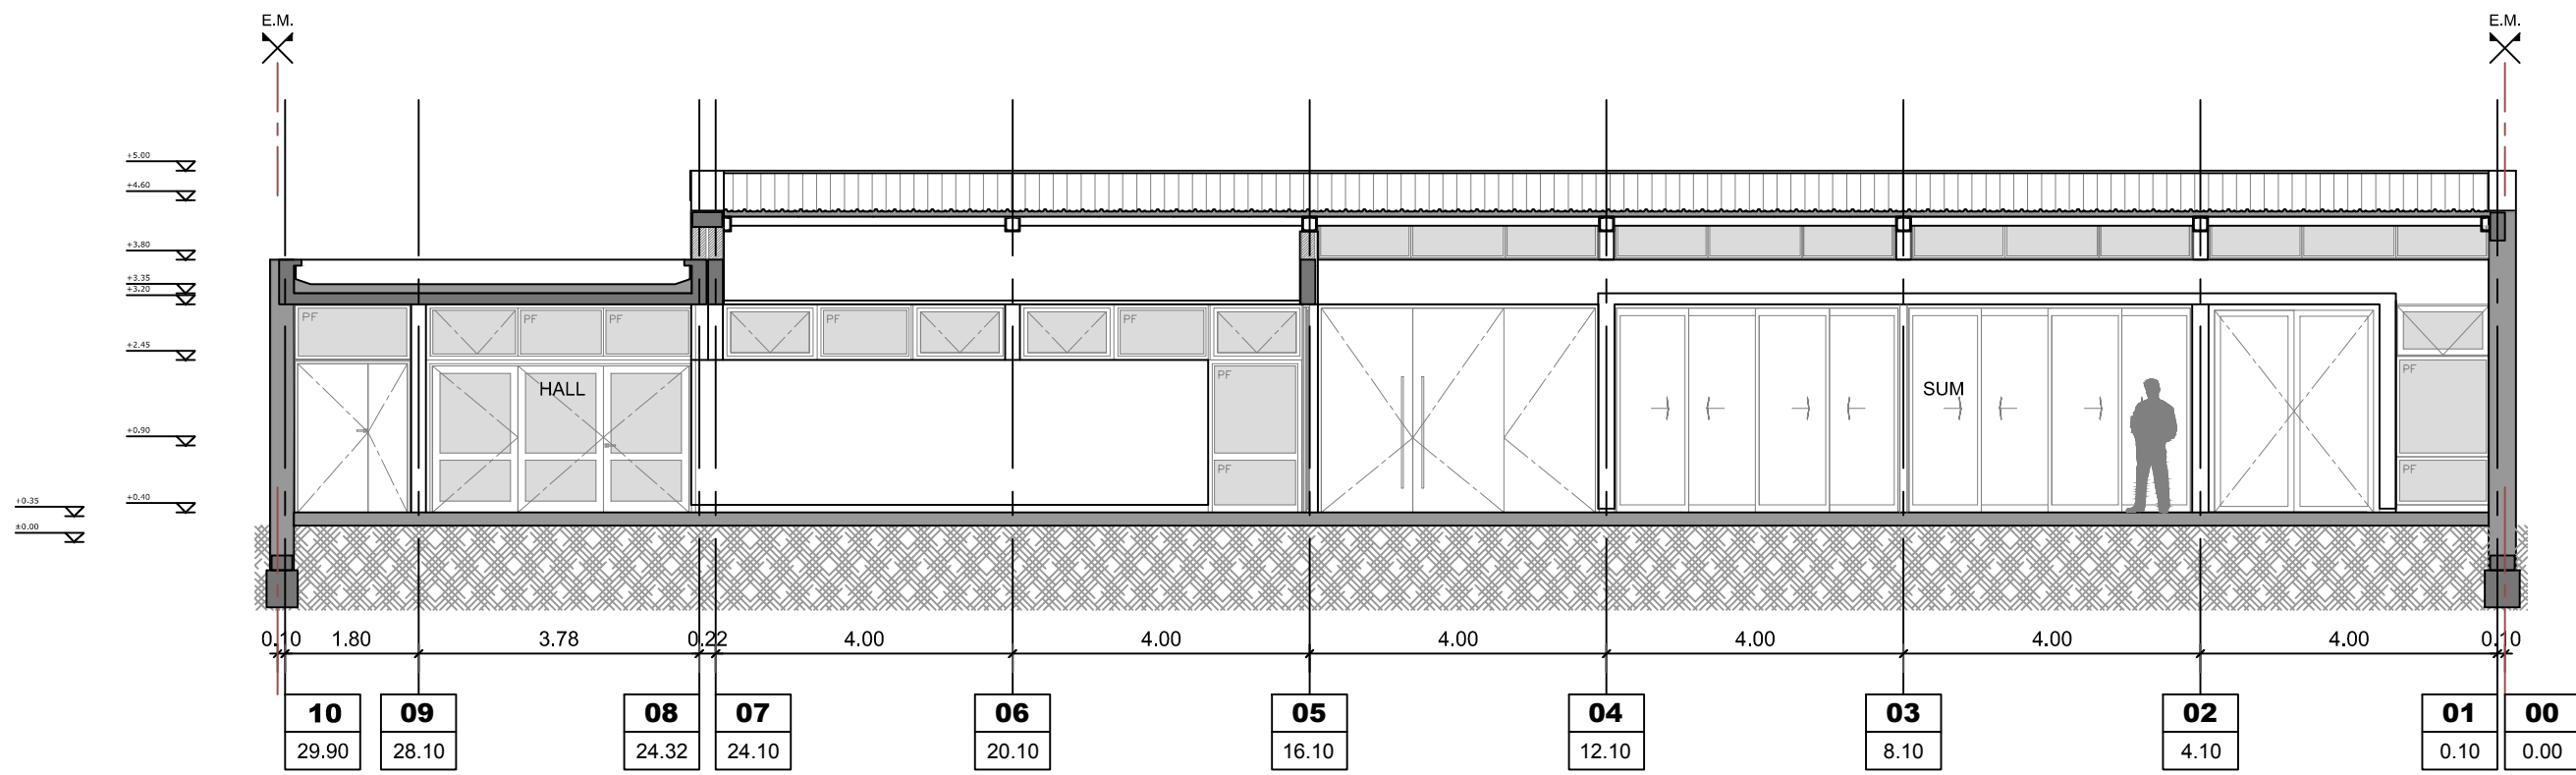 E.M.
E.M.
+5.00
+4.60
+3.80
+3.35
+3.20
+2.45
+0.90
+0.40
+0.35
±0.00
PF
PF
PF
PF
PF
HALL
PF
PF
SUM
PF
PF
0.10 1.80 3.78 0.22 4.00 4.00 4.00 4.00 4.00 4.00 0.10
10 09 08 07 06 05 04 03 02 01 00
29.90 28.10 24.32 24.10 20.10 16.10 12.10 8.10 4.10 0.10 0.00